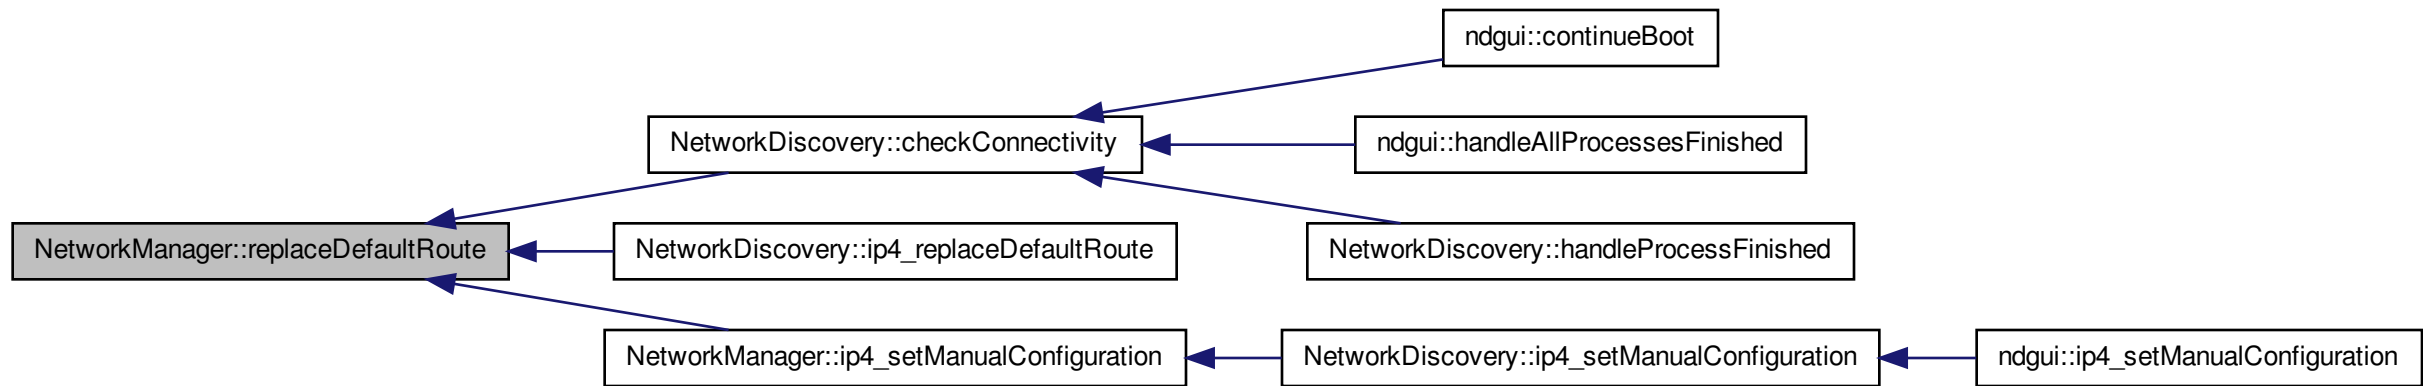 ndgui::continueBoot
NetworkDiscovery::checkConnectivity
ndgui::handleAllProcessesFinished
NetworkManager::replaceDefaultRoute
NetworkDiscovery::ip4_replaceDefaultRoute
NetworkDiscovery::handleProcessFinished
NetworkManager::ip4_setManualConfiguration
NetworkDiscovery::ip4_setManualConfiguration
ndgui::ip4_setManualConfiguration